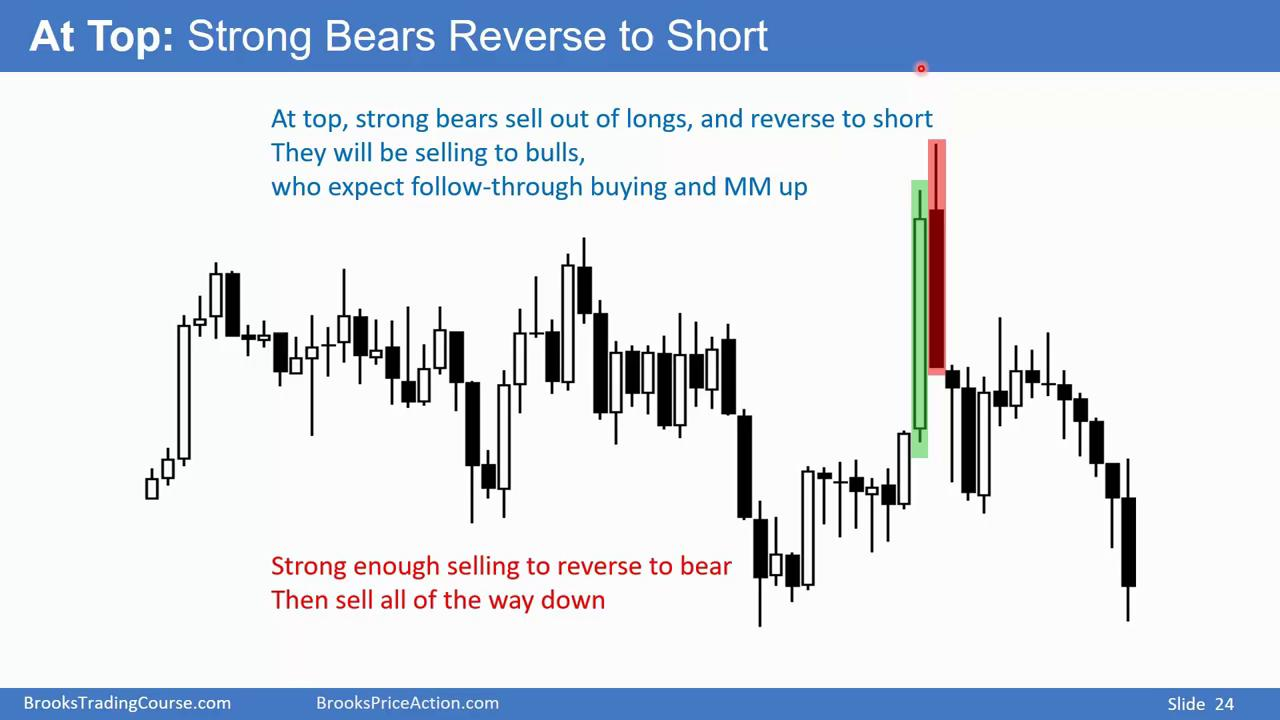 At Top: Strong Bears Reverse to Short
At top, strong bears sell out of longs, and reverse to short
They will be selling to bulls,
who expect follow-through buying and MM up
Strong enough selling to reverse to bear
Then sell all of the way down
BrooksTradingCourse.com
BrooksPriceAction.com
Slide 24